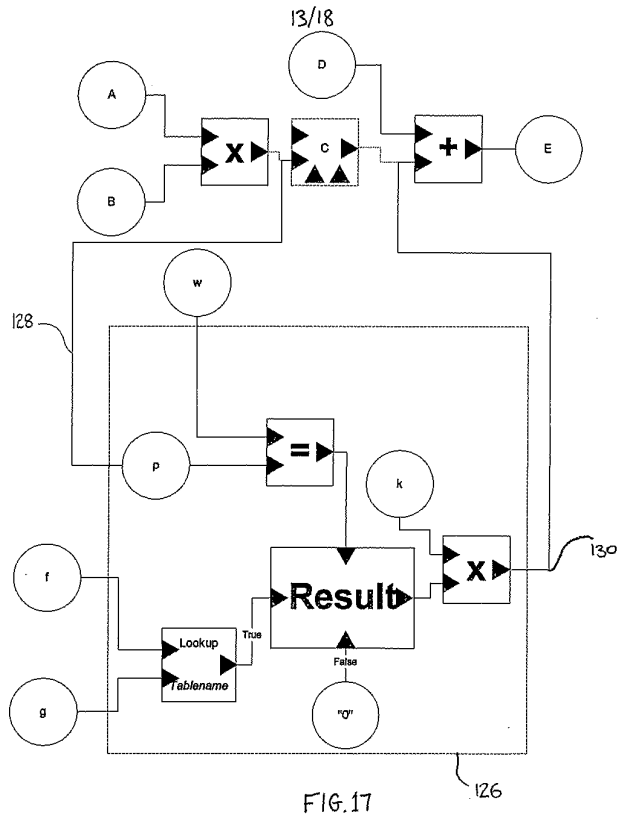 13/18
D
A
X
C
+
E
B
w
128
=
p
k
f
Result
X
130
Lookup
True
Tablename
False
g
"0"
126
FIG.17